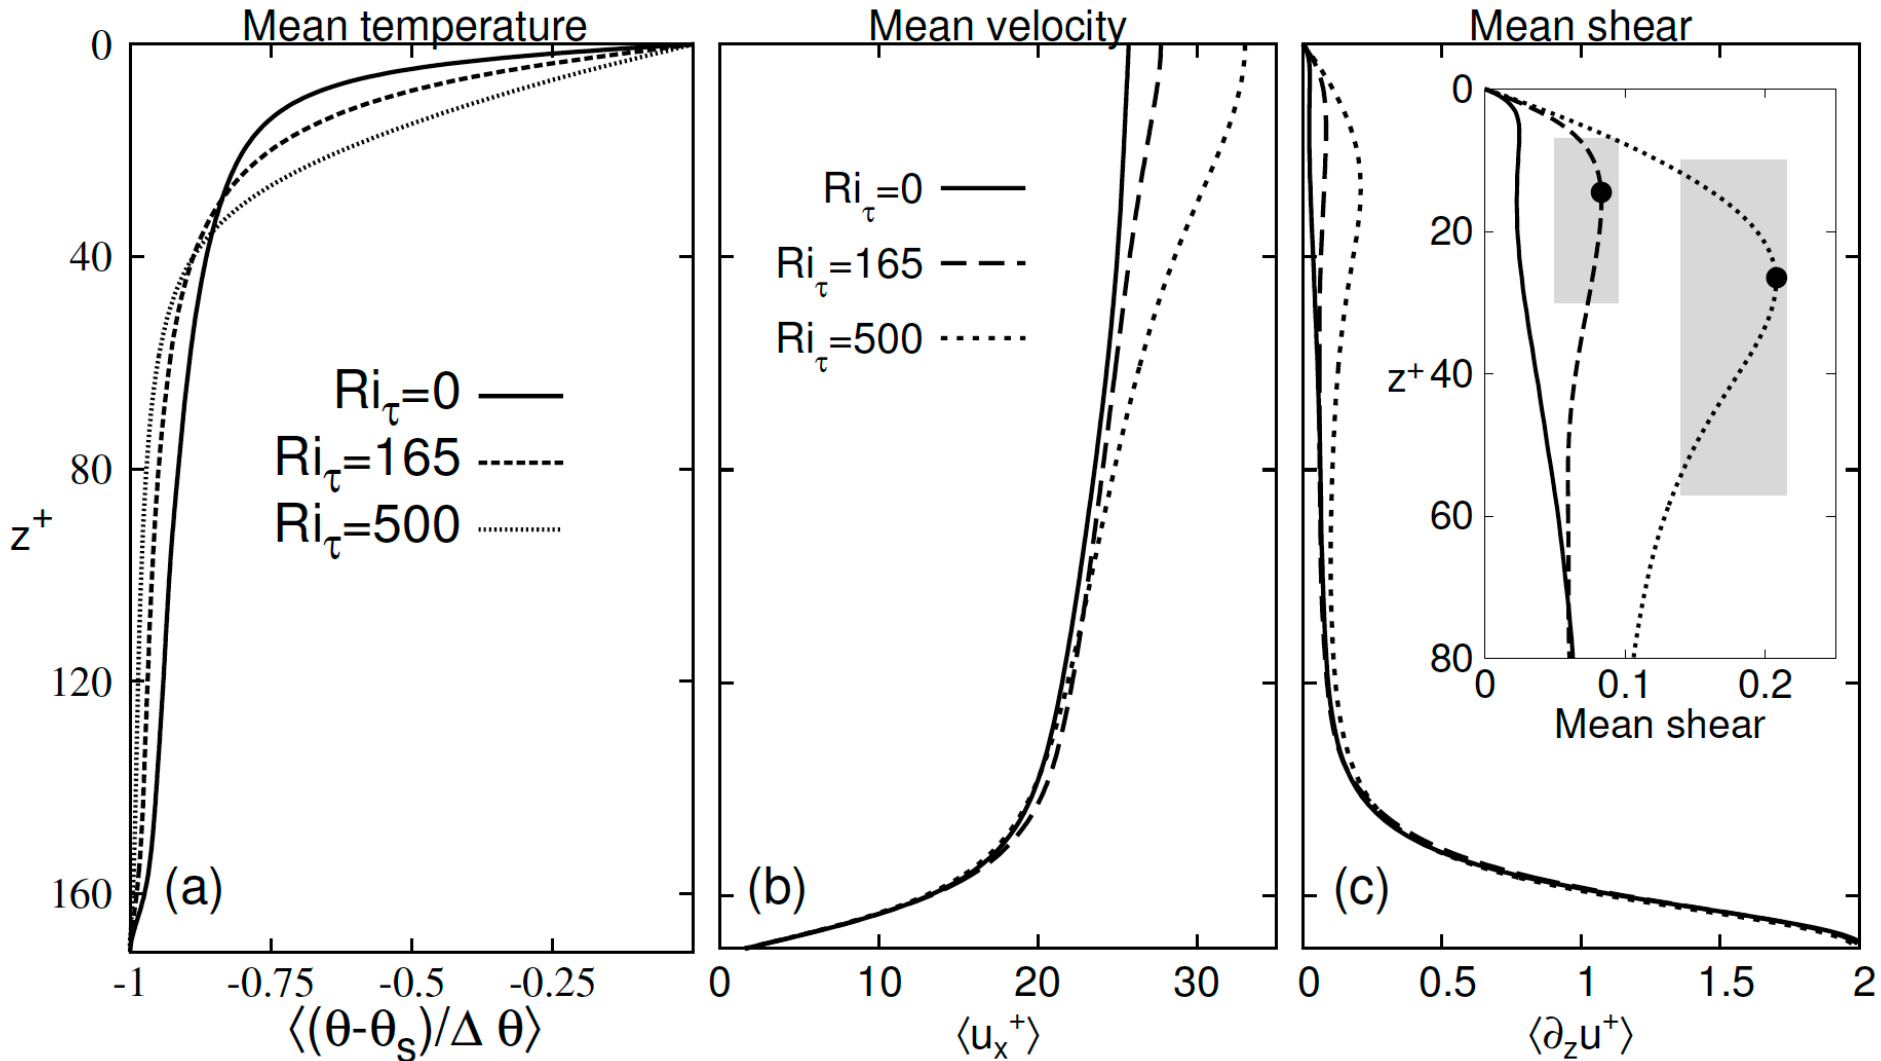 Mean temperature
Mean velocity
Mean shear
0
40
80
120
160
z+
Riτ=0
Riτ=165
Riτ=500
(a)
-1
-0.75
-0.5
-0.25
⟨(θ-θs)/Δ θ⟩
Riτ=0
Riτ=165
Riτ=500
(b)
0
10
20
30
⟨ux+⟩
0
20
z+
40
60
80
0
0.1
0.2
Mean shear
(c)
0
0.5
1
1.5
2
⟨∂zu+⟩